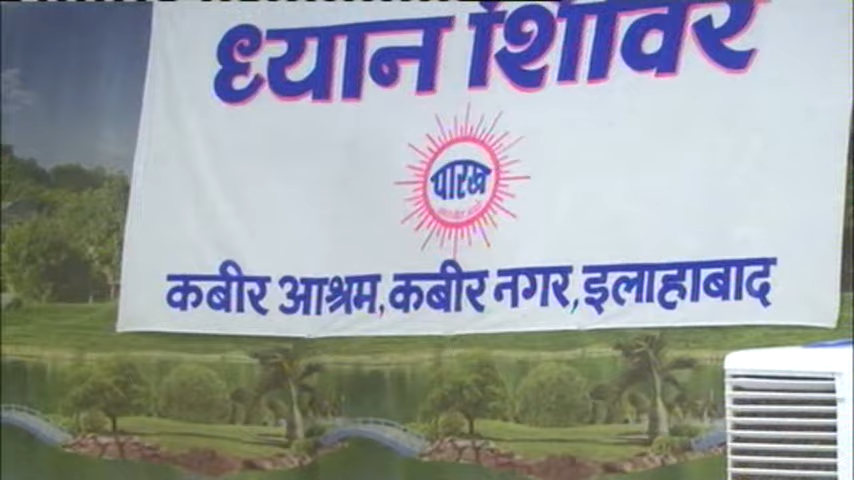 ध्यान शिविर
पारख
कबीर आश्रम, कबीर नगर, इलाहाबाद